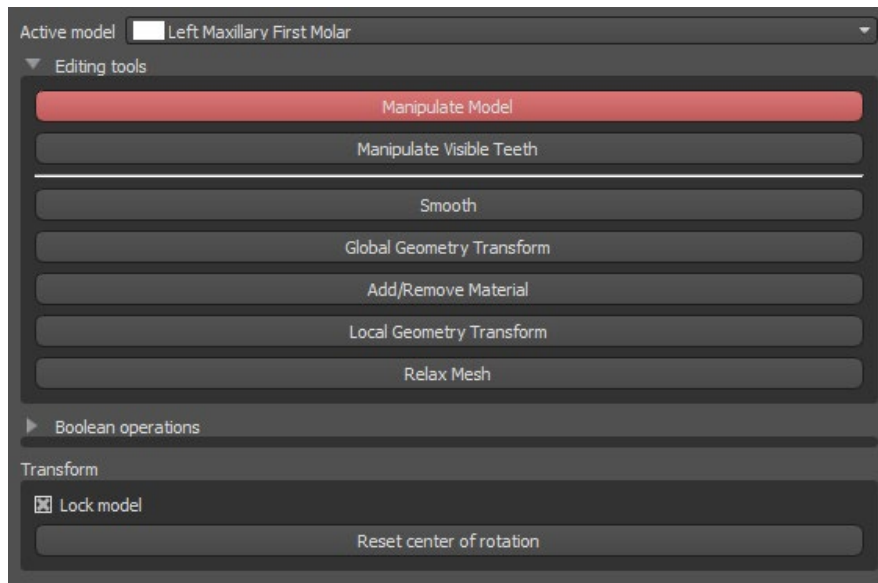 Active model Left Maxillary First Molar
Editing tools
Manipulate Model
Manipulate Visible Teeth
Smooth
Global Geometry Transform
Add/Remove Material
Local Geometry Transform
Relax Mesh
Boolean operations
Transform
Lock model
Reset center of rotation